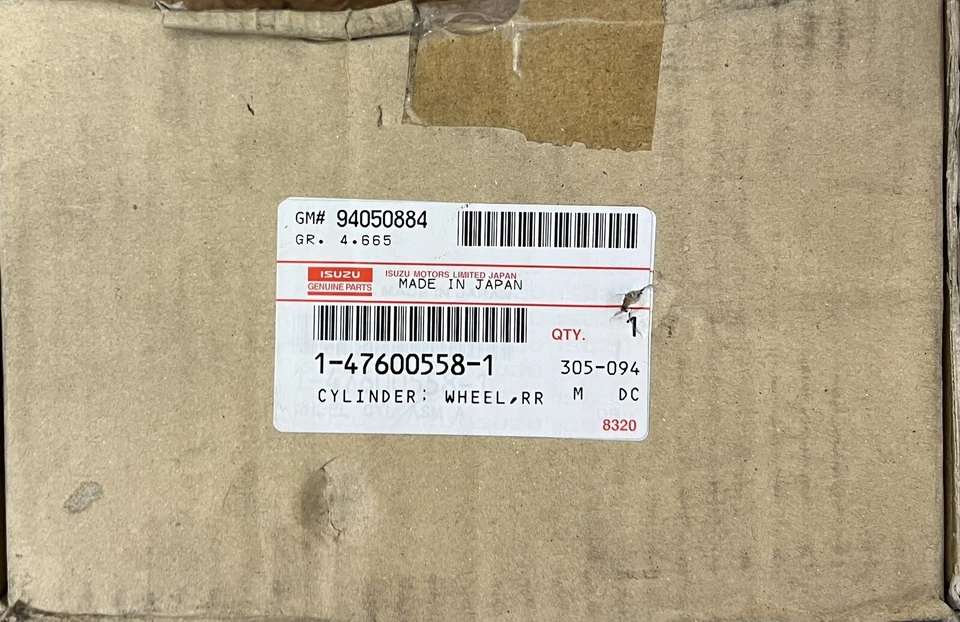 GM# 94050884
GR. 4.665
ISUZU
GENUINE PARTS
ISUZU MOTORS LIMITED JAPAN
MADE IN JAPAN
QTY. 1
1-47600558-1
305-094
CYLINDER; WHEEL,RR
M DC
8320